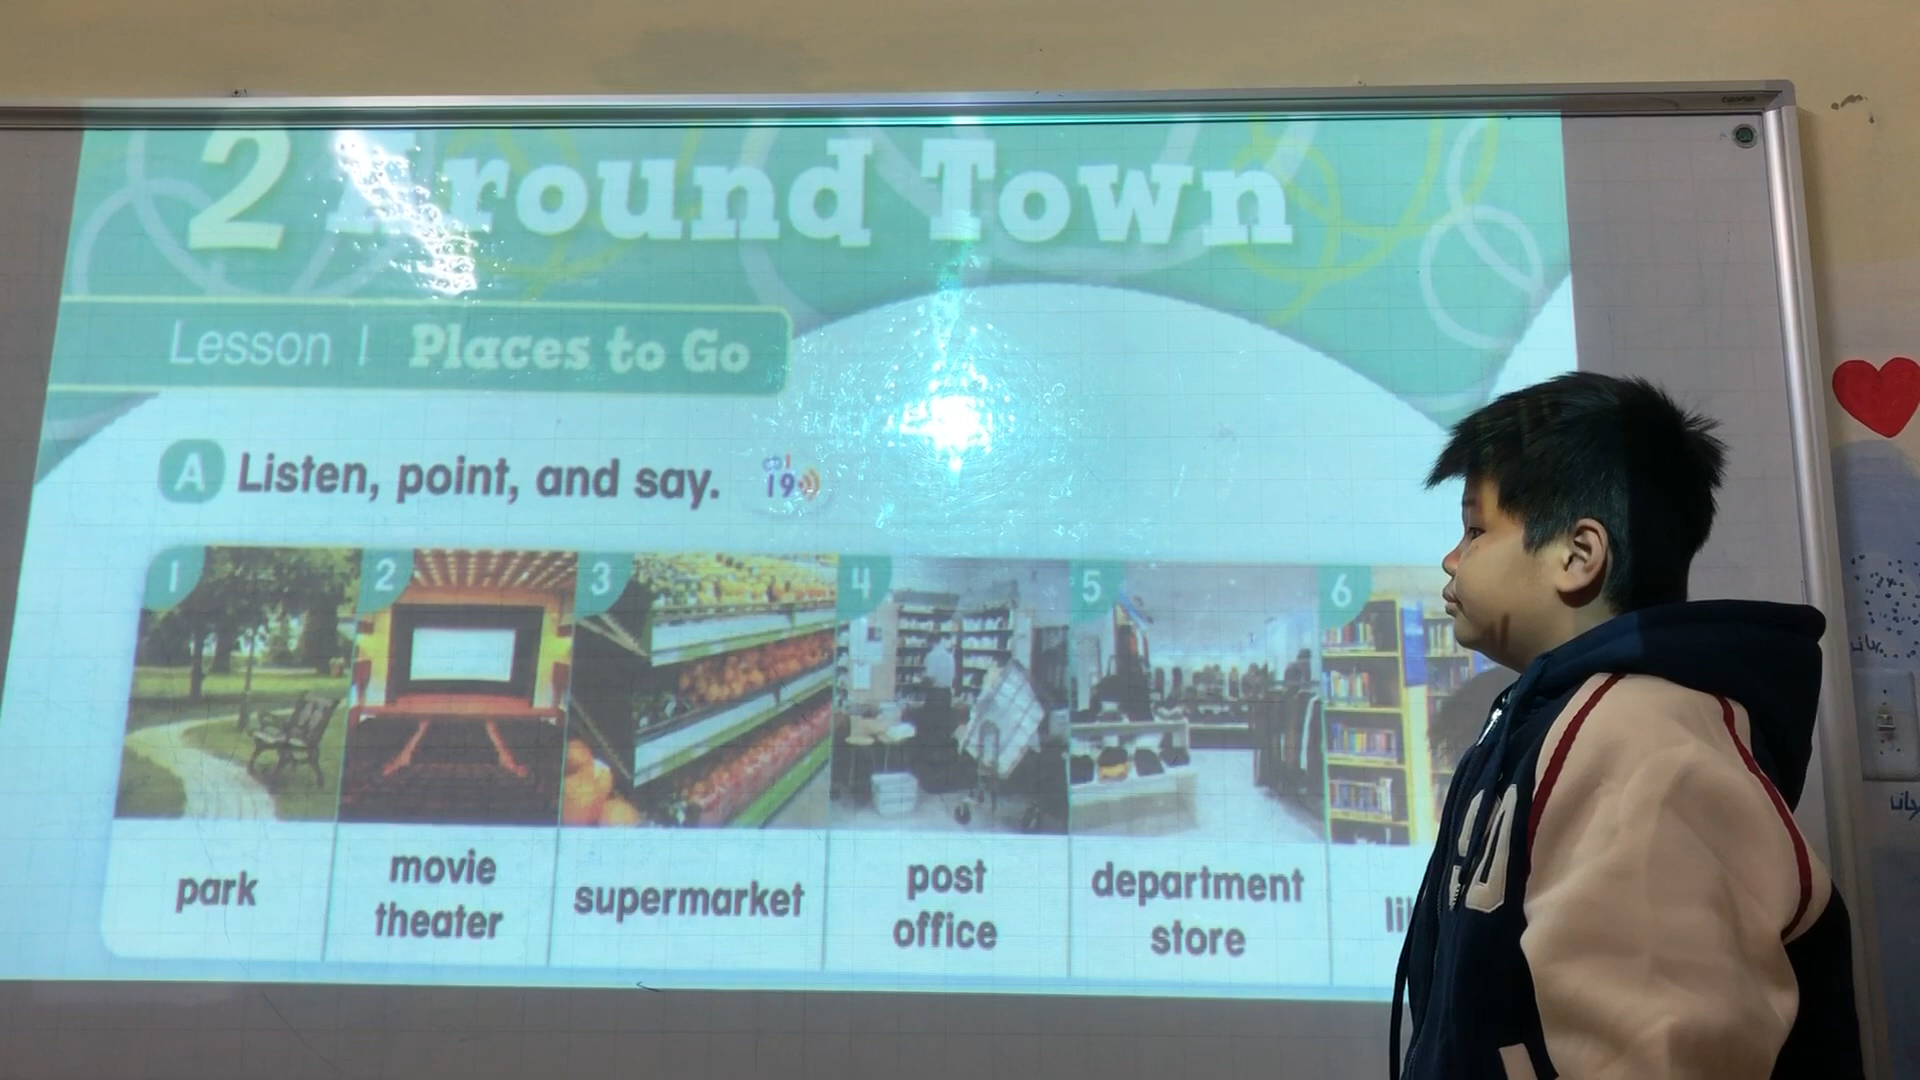 2 Around Town
Lesson 1 Places to Go
A Listen, point, and say.
19
1 2 3 4 5 6
park
movie
theater
supermarket
post
office
department
store